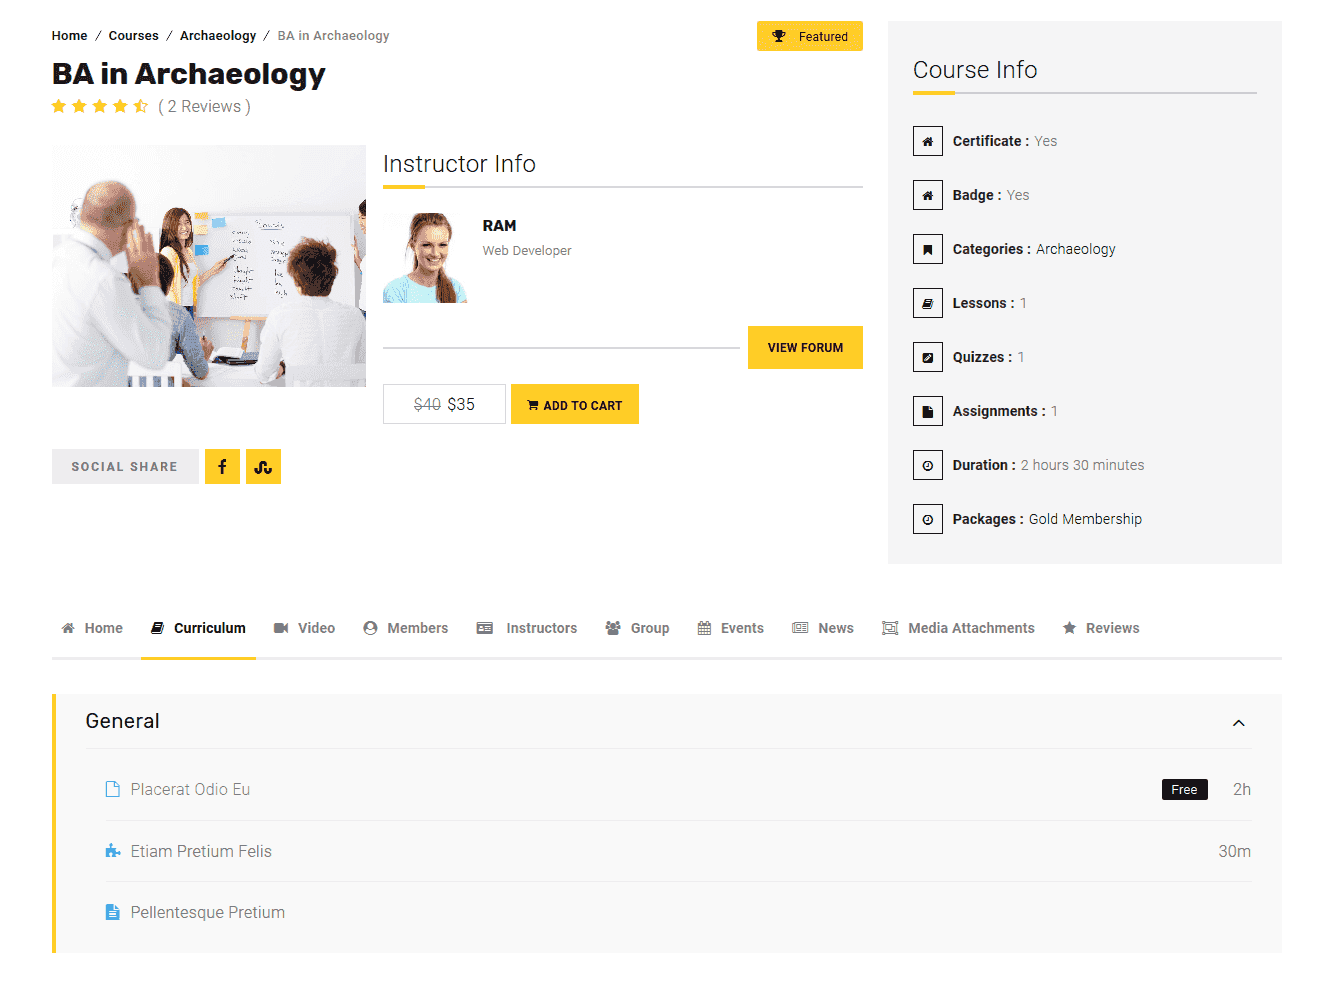 Home / Courses / Archaeology / BA in Archaeology
Featured
BA in Archaeology
( 2 Reviews )
Instructor Info
RAM
Web Developer
VIEW FORUM
$40 $35
ADD TO CART
SOCIAL SHARE
Course Info
Certificate : Yes
Badge : Yes
Categories : Archaeology
Lessons : 1
Quizzes : 1
Assignments : 1
Duration : 2 hours 30 minutes
Packages : Gold Membership
Home Curriculum Video Members Instructors Group Events News Media Attachments Reviews
General
Placerat Odio Eu Free 2h
Etiam Pretium Felis 30m
Pellentesque Pretium